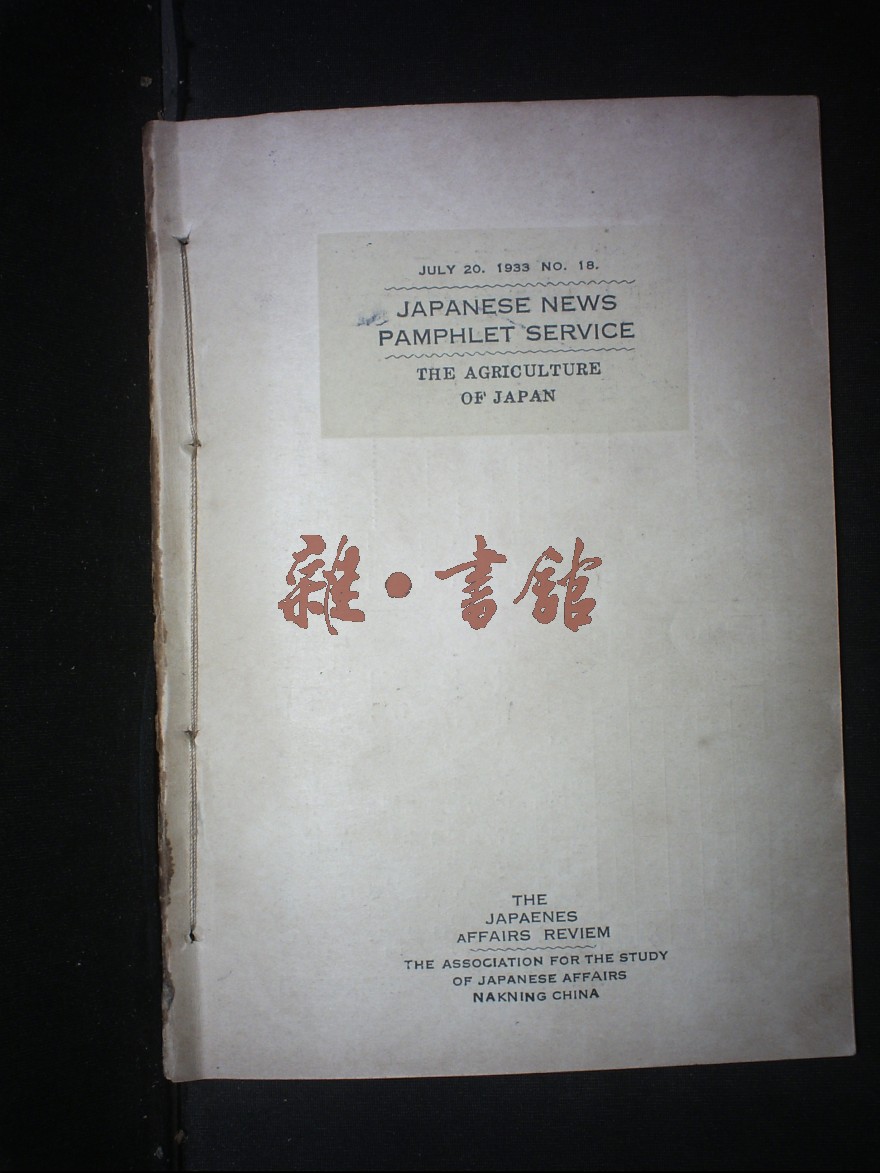 JULY 20. 1933 NO. 18.
JAPANESE NEWS
PAMPHLET SERVICE
THE AGRICULTURE
OF JAPAN
雜·書館
THE
JAPAENES
AFFAIRS REVIEM
THE ASSOCIATION FOR THE STUDY
OF JAPANESE AFFAIRS
NAKNING CHINA